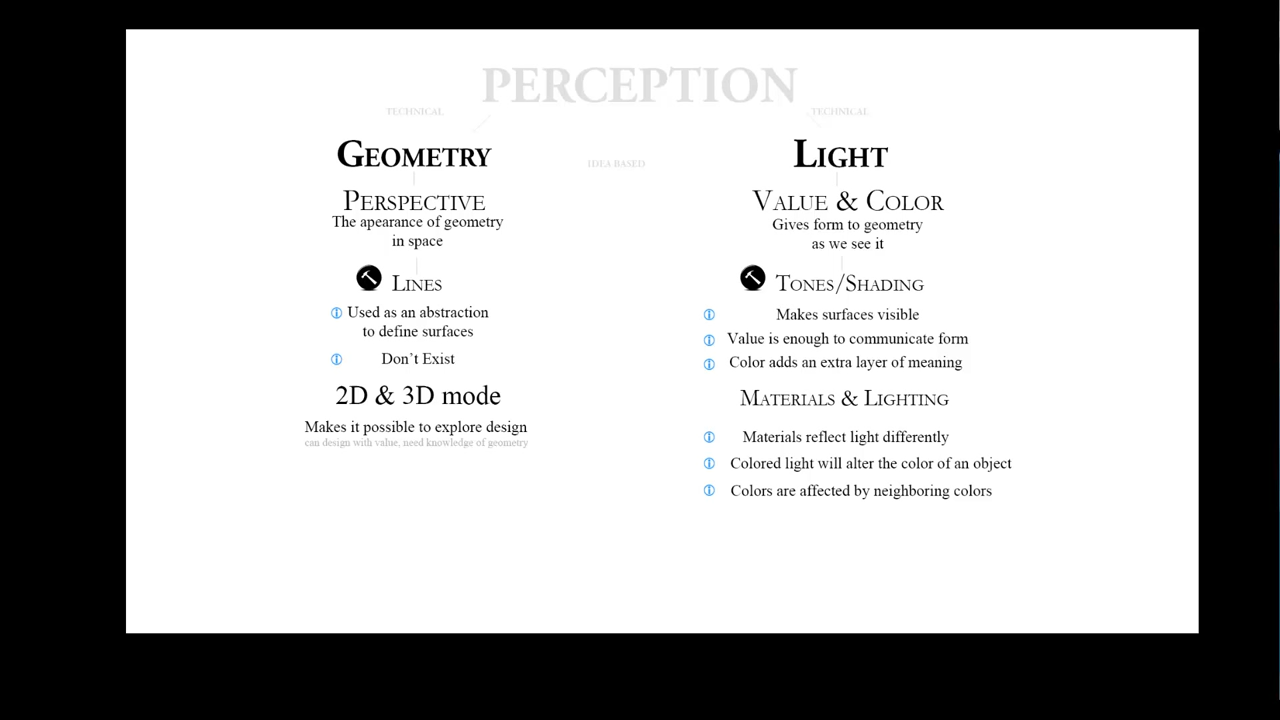 PERCEPTION
TECHNICAL
TECHNICAL
GEOMETRY
IDEA BASED
LIGHT
PERSPECTIVE
The apearance of geometry
in space
LINES
Used as an abstraction
to define surfaces
Don't Exist
2D & 3D mode
Makes it possible to explore design
can design with value, need knowledge of geometry
VALUE & COLOR
Gives form to geometry
as we see it
TONES/SHADING
Makes surfaces visible
Value is enough to communicate form
Color adds an extra layer of meaning
MATERIALS & LIGHTING
Materials reflect light differently
Colored light will alter the color of an object
Colors are affected by neighboring colors